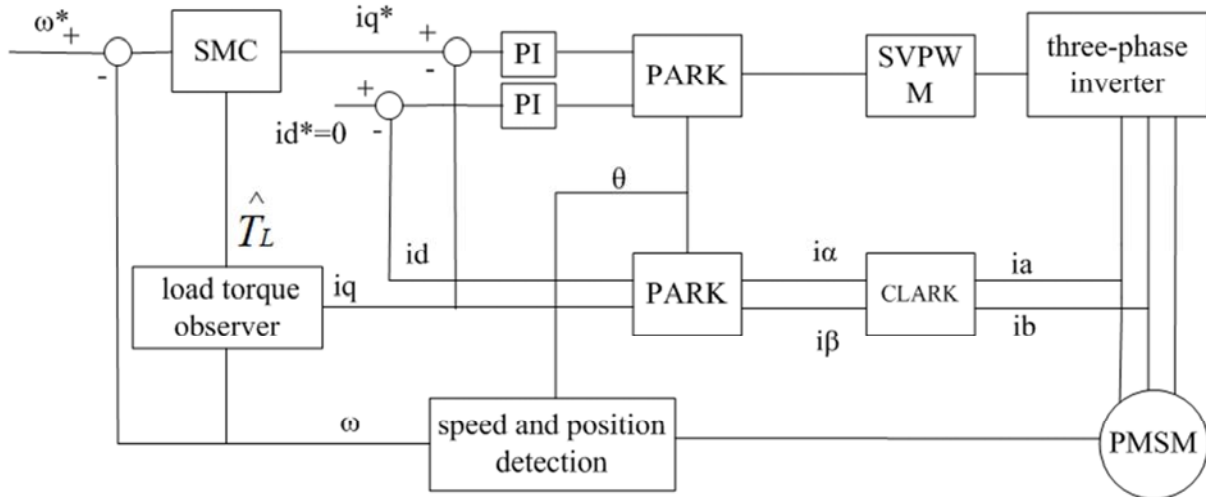 ω*
+
-
SMC
iq*
+
-
PI
PARK
SVPW
M
three-phase
inverter
+
-
id*=0
PI
θ
T̂L
id
iq
load torque
observer
PARK
iα
iβ
CLARK
ia
ib
ω
speed and position
detection
PMSM